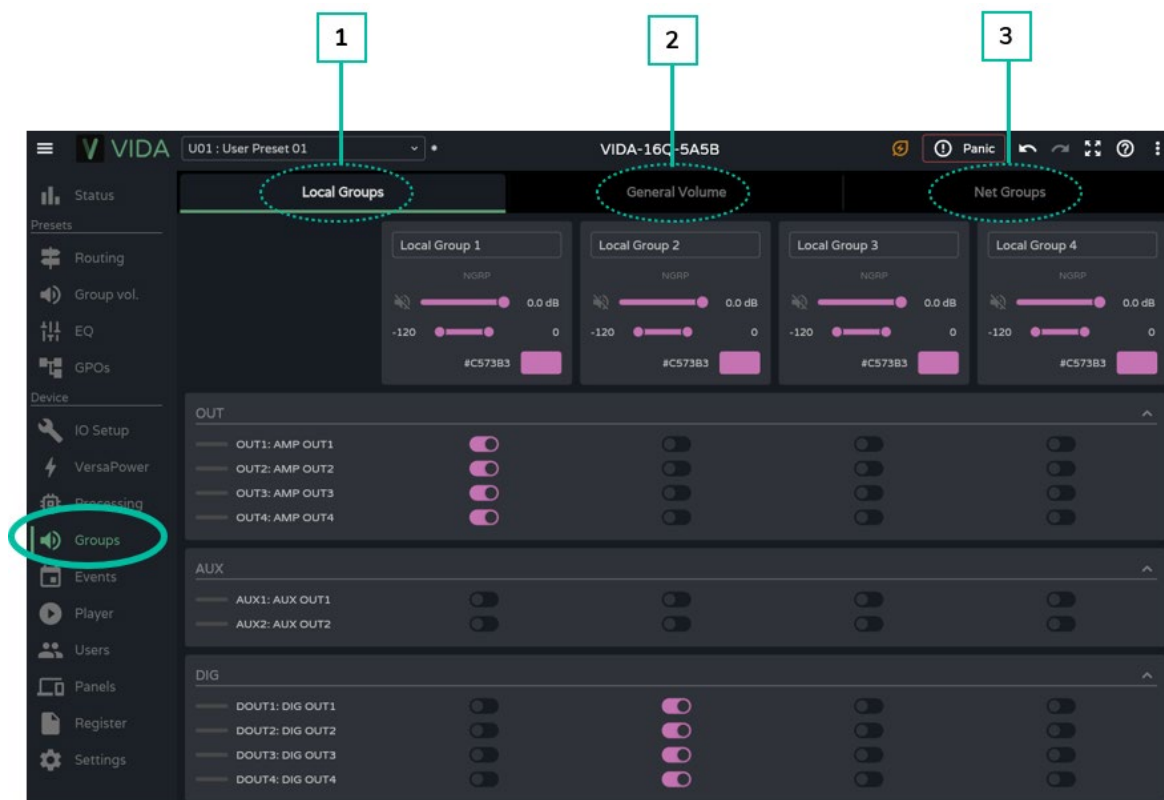 1
2
3
VIDA
U01 : User Preset 01
VIDA-16Q-5A5B
Panic
Status
Presets
Routing
Group vol.
EQ
GPOs
Device
IO Setup
VersaPower
Processing
Groups
Events
Player
Users
Panels
Register
Settings
Local Groups
General Volume
Net Groups
Local Group 1
Local Group 2
Local Group 3
Local Group 4
NGRP
NGRP
NGRP
NGRP
0.0 dB
0.0 dB
0.0 dB
0.0 dB
-120 0
-120 0
-120 0
-120 0
#C573B3
#C573B3
#C573B3
#C573B3
OUT
OUT1: AMP OUT1
OUT2: AMP OUT2
OUT3: AMP OUT3
OUT4: AMP OUT4
AUX
AUX1: AUX OUT1
AUX2: AUX OUT2
DIG
DOUT1: DIG OUT1
DOUT2: DIG OUT2
DOUT3: DIG OUT3
DOUT4: DIG OUT4